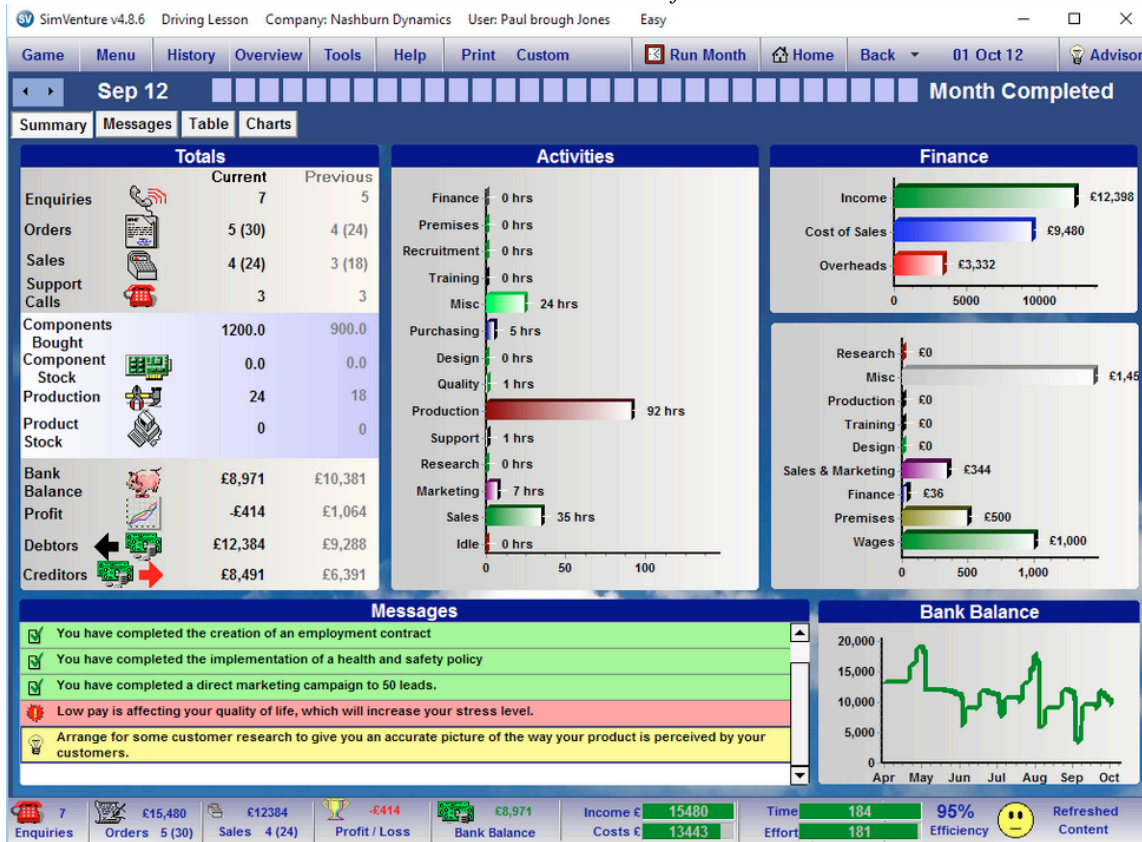 SimVenture v4.8.6 Driving Lesson Company: Nashburn Dynamics User: Paul brough Jones Easy
Game Menu History Overview Tools Help Print Custom Run Month Home Back 01 Oct 12 Advisor
Sep 12 Month Completed
Summary Messages Table Charts
Totals
Current Previous
Enquiries 7 5
Orders 5 (30) 4 (24)
Sales 4 (24) 3 (18)
Support Calls 3 3
Components Bought 1200.0 900.0
Component Stock 0.0 0.0
Production 24 18
Product Stock 0 0
Bank Balance £8,971 £10,381
Profit -£414 £1,064
Debtors £12,384 £9,288
Creditors £8,491 £6,391
Activities
Finance 0 hrs
Premises 0 hrs
Recruitment 0 hrs
Training 0 hrs
Misc 24 hrs
Purchasing 5 hrs
Design 0 hrs
Quality 1 hrs
Production 92 hrs
Support 1 hrs
Research 0 hrs
Marketing 7 hrs
Sales 35 hrs
Idle 0 hrs
0 50 100
Finance
Income £12,398
Cost of Sales £9,480
Overheads £3,332
0 5000 10000
Research £0
Misc £1,45
Production £0
Training £0
Design £0
Sales & Marketing £344
Finance £36
Premises £500
Wages £1,000
0 500 1,000
Messages
You have completed the creation of an employment contract
You have completed the implementation of a health and safety policy
You have completed a direct marketing campaign to 50 leads.
Low pay is affecting your quality of life, which will increase your stress level.
Arrange for some customer research to give you an accurate picture of the way your product is perceived by your
customers.
Bank Balance
20,000
15,000
10,000
5,000
0
Apr May Jun Jul Aug Sep Oct
7 £15,480 £12384 -£414 £8,971 Income £ 15480 Time 184 95% Refreshed
Enquiries Orders 5 (30) Sales 4 (24) Profit / Loss Bank Balance Costs £ 13443 Effort 181 Efficiency Content